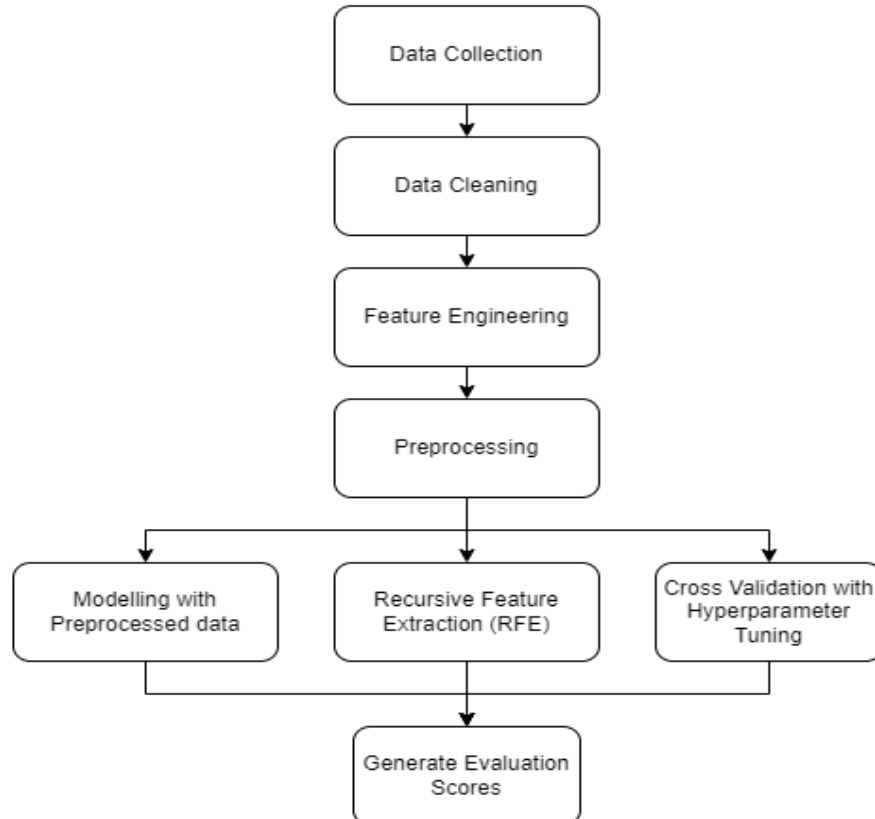 Data Collection
Data Cleaning
Feature Engineering
Preprocessing
Modelling with
Preprocessed data
Recursive Feature
Extraction (RFE)
Cross Validation with
Hyperparameter
Tuning
Generate Evaluation
Scores